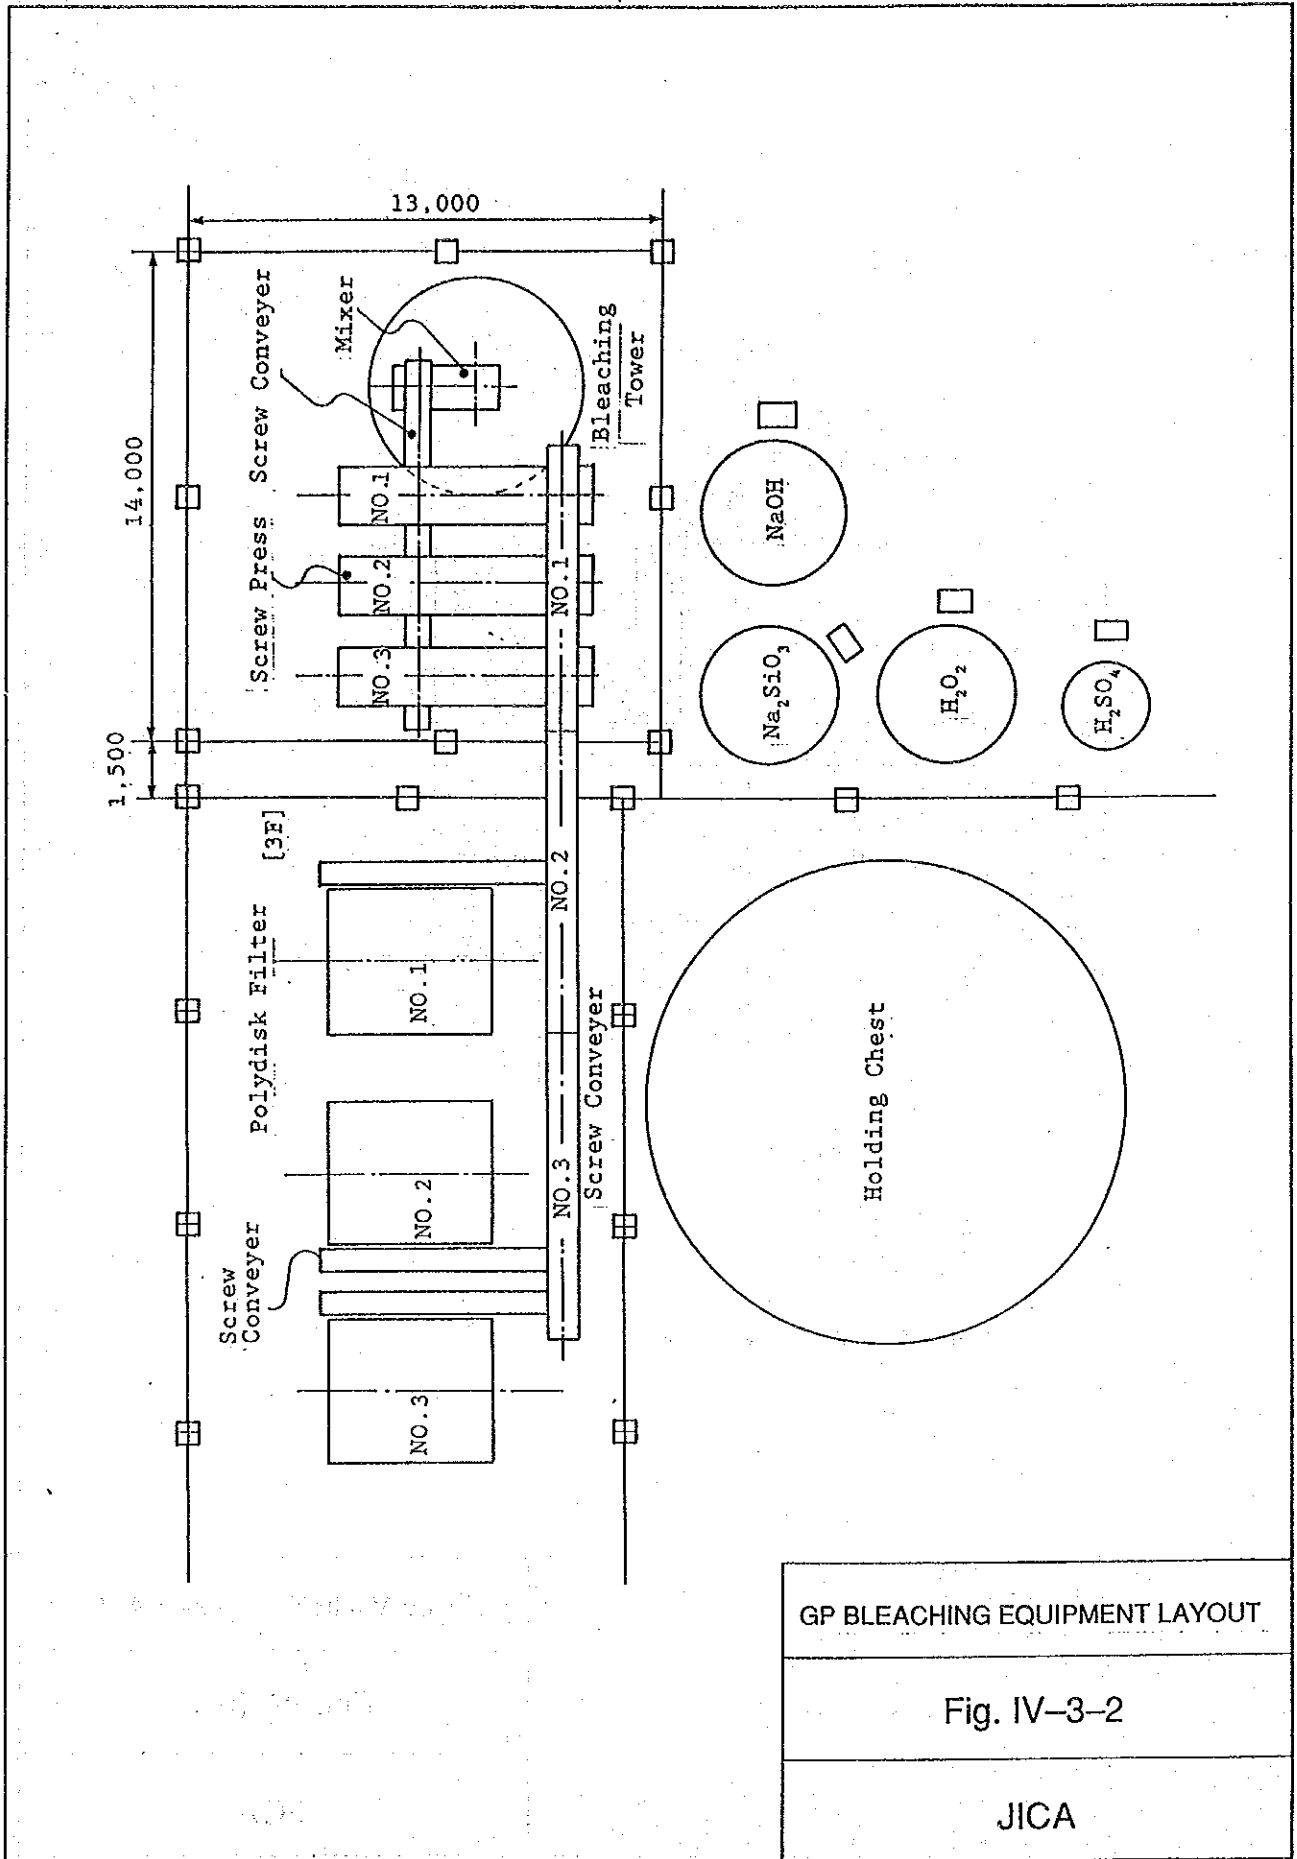 13,000
14,000
1,500
Screw Conveyer
Mixer
Screw Press
Bleaching
Tower
NO.1
NO.2
NO.3
NO.1
NO.2
NO.3
Screw Conveyer
[3F]
Polydisk Filter
NO.1
NO.2
NO.3
Screw
Conveyer
NaOH
Na₂SiO₃
H₂O₂
H₂SO₄
Holding Chest
GP BLEACHING EQUIPMENT LAYOUT
Fig. IV–3–2
JICA